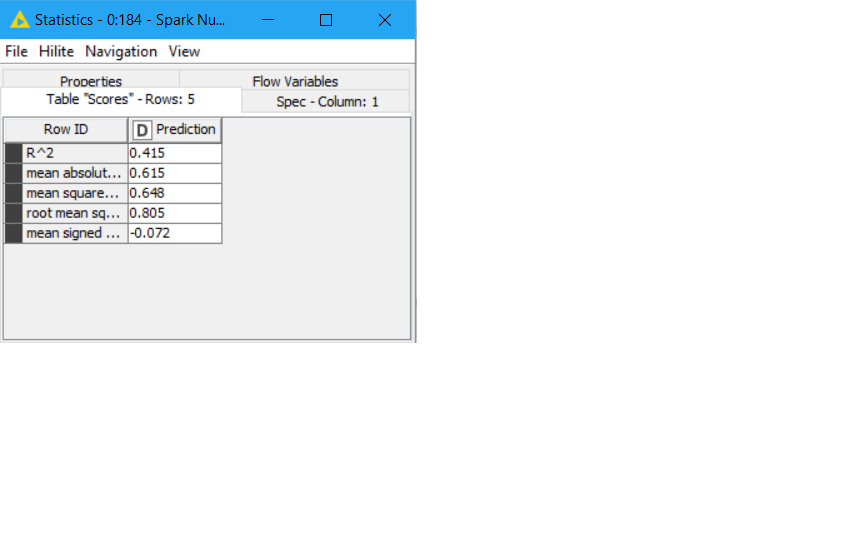 Statistics - 0:184 - Spark Nu...
File Hilite Navigation View
Properties Flow Variables
Table "Scores" - Rows: 5 Spec - Column: 1
Row ID D Prediction
R^2 0.415
mean absolut... 0.615
mean square... 0.648
root mean sq... 0.805
mean signed ... -0.072